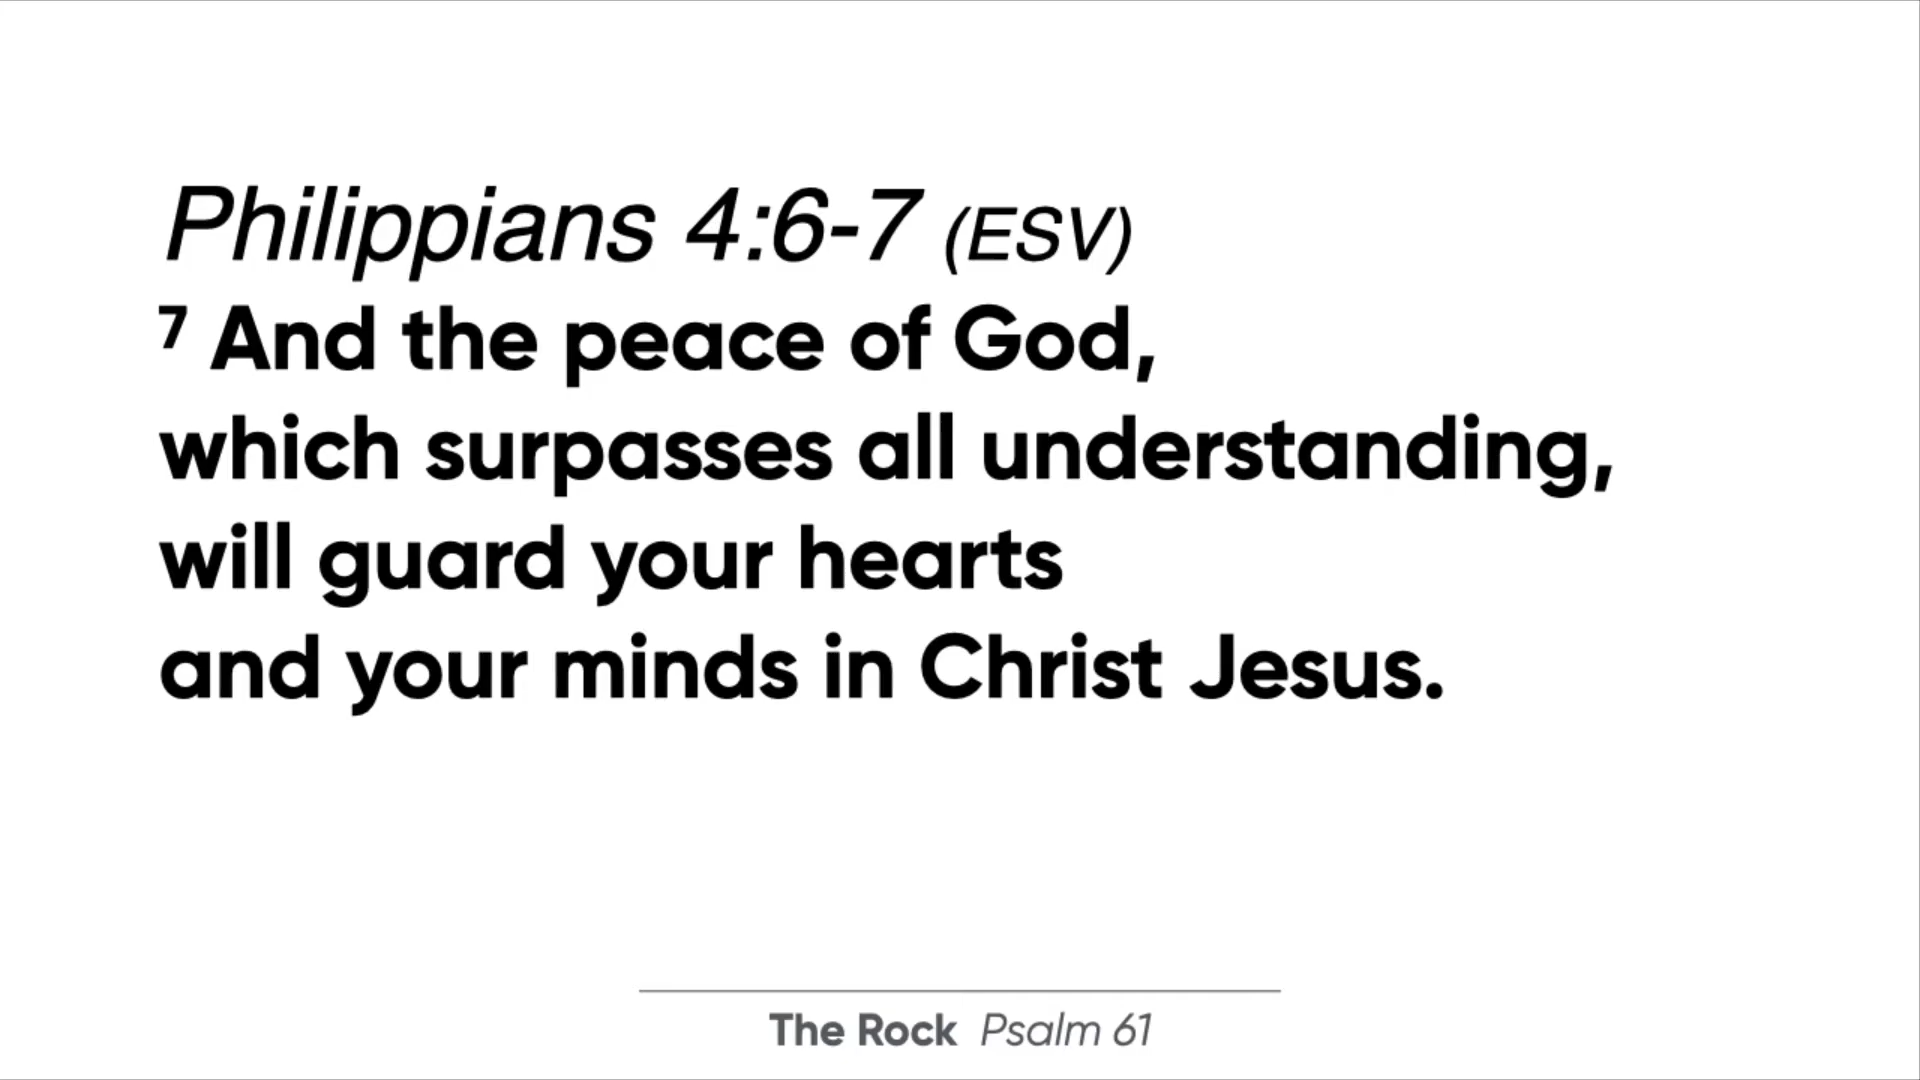 Philippians 4:6-7 (ESV)
⁷ And the peace of God,
which surpasses all understanding,
will guard your hearts
and your minds in Christ Jesus.
The Rock Psalm 61